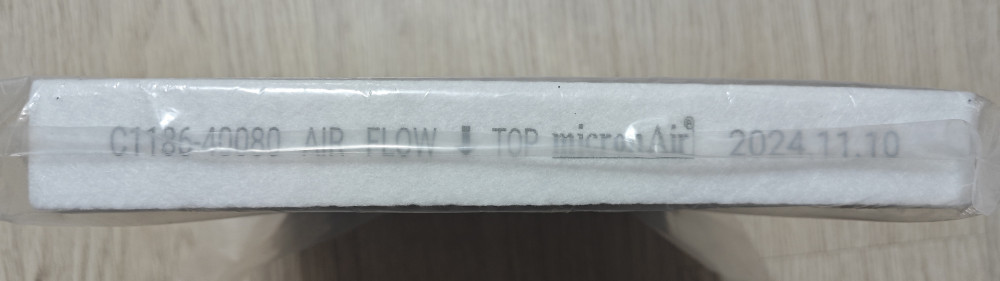 C1186-40080 AIR FLOW ⬇ TOP micronAir® 2024.11.10